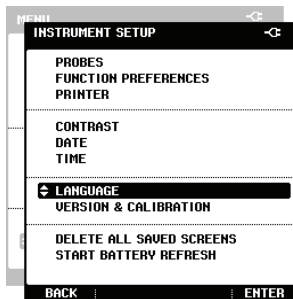 MENU
INSTRUMENT SETUP
PROBES
FUNCTION PREFERENCES
PRINTER
CONTRAST
DATE
TIME
LANGUAGE
VERSION & CALIBRATION
DELETE ALL SAVED SCREENS
START BATTERY REFRESH
BACK ENTER